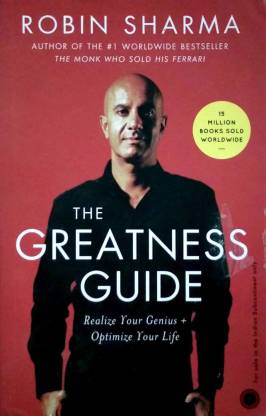 ROBIN SHARMA
AUTHOR OF THE #1 WORLDWIDE BESTSELLER
THE MONK WHO SOLD HIS FERRARI
15
MILLION
BOOKS SOLD
WORLDWIDE
THE
GREATNESS
GUIDE
Realize Your Genius +
Optimize Your Life
For sale in the Indian Subcontinent only